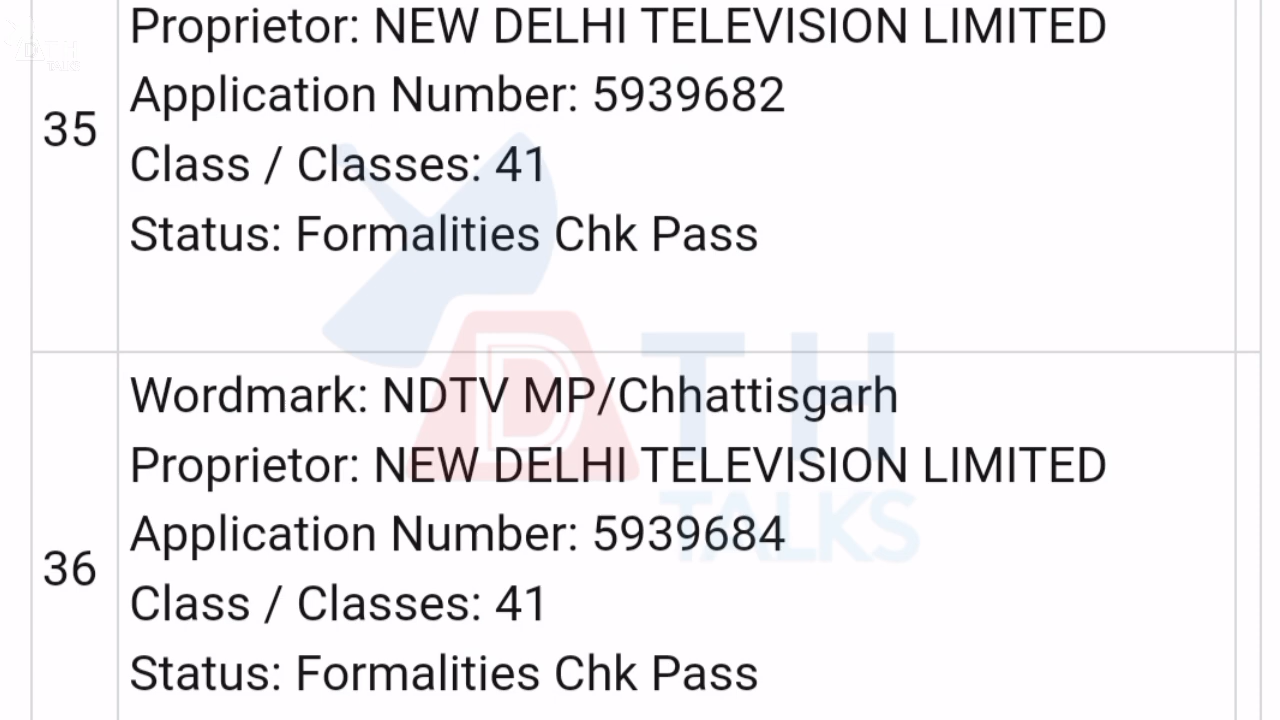 Proprietor: NEW DELHI TELEVISION LIMITED
Application Number: 5939682
35
Class / Classes: 41
Status: Formalities Chk Pass
Wordmark: NDTV MP/Chhattisgarh
Proprietor: NEW DELHI TELEVISION LIMITED
Application Number: 5939684
36
Class / Classes: 41
Status: Formalities Chk Pass
DTH
TALKS
DTH
TALKS